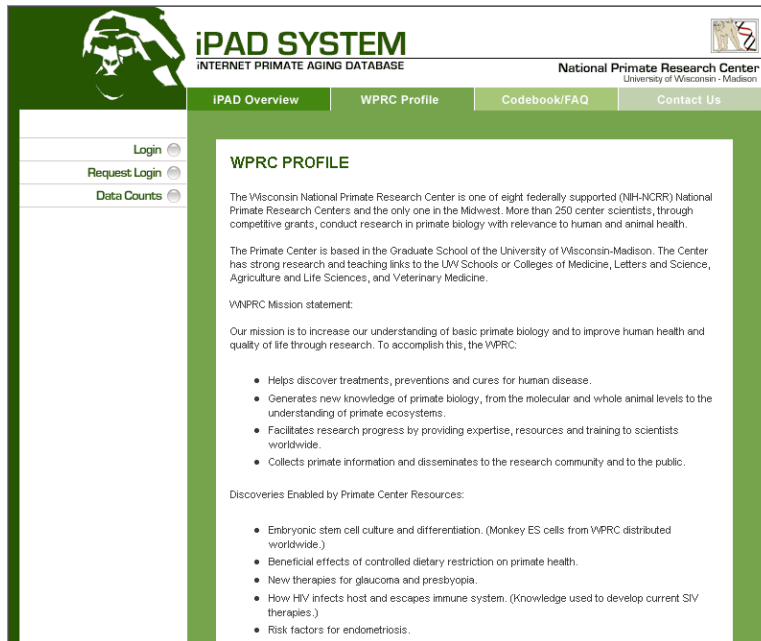 iPAD SYSTEM
iNTERNET PRIMATE AGING DATABASE
National Primate Research Center
University of Wisconsin - Madison
iPAD Overview
WPRC Profile
Codebook/FAQ
Contact Us
Login
Request Login
Data Counts
WPRC PROFILE
The Wisconsin National Primate Research Center is one of eight federally supported (NIH-NCRR) National
Primate Research Centers and the only one in the Midwest. More than 250 center scientists, through
competitive grants, conduct research in primate biology with relevance to human and animal health.
The Primate Center is based in the Graduate School of the University of Wisconsin-Madison. The Center
has strong research and teaching links to the UW Schools or Colleges of Medicine, Letters and Science,
Agriculture and Life Sciences, and Veterinary Medicine.
WNPRC Mission statement:
Our mission is to increase our understanding of basic primate biology and to improve human health and
quality of life through research. To accomplish this, the WPRC:
● Helps discover treatments, preventions and cures for human disease.
● Generates new knowledge of primate biology, from the molecular and whole animal levels to the
understanding of primate ecosystems.
● Facilitates research progress by providing expertise, resources and training to scientists
worldwide.
● Collects primate information and disseminates to the research community and to the public.
Discoveries Enabled by Primate Center Resources:
● Embryonic stem cell culture and differentiation. (Monkey ES cells from WPRC distributed
worldwide.)
● Beneficial effects of controlled dietary restriction on primate health.
● New therapies for glaucoma and presbyopia.
● How HIV infects host and escapes immune system. (Knowledge used to develop current SIV
therapies.)
● Risk factors for endometriosis.